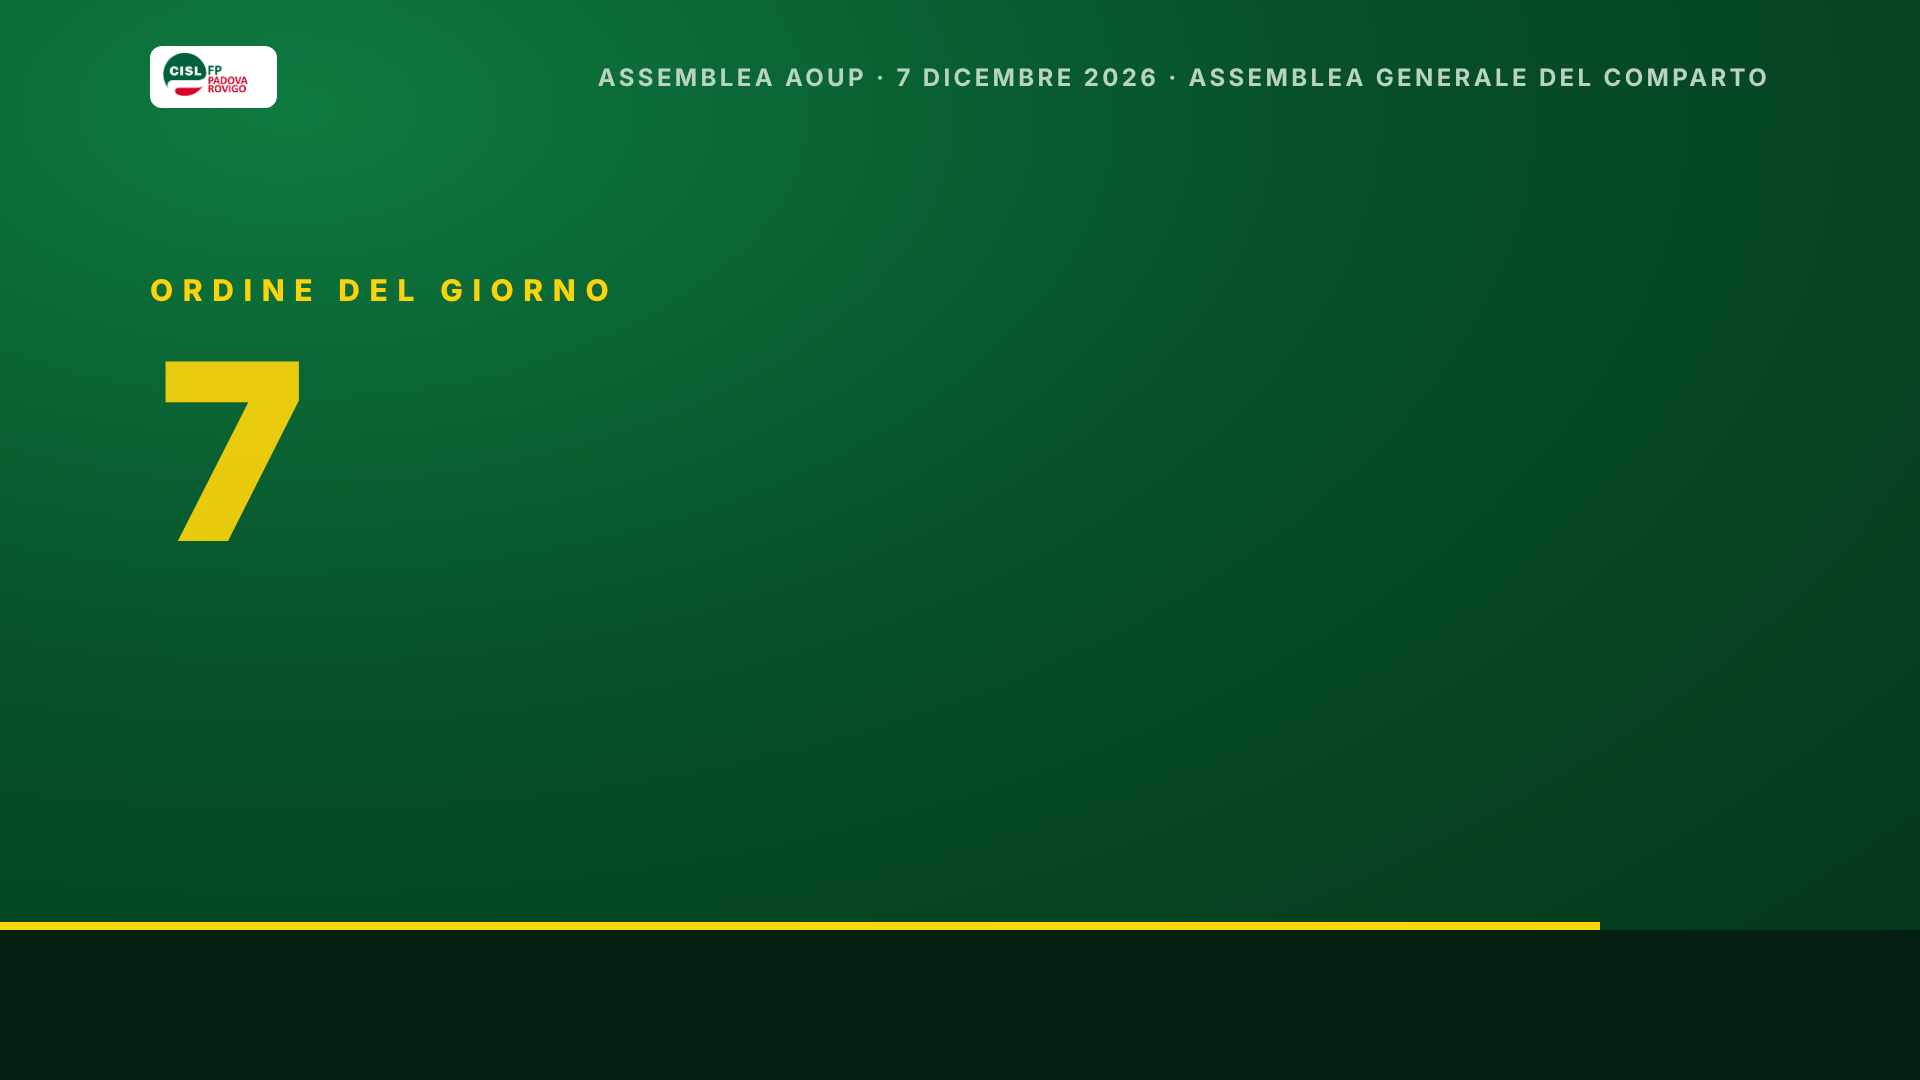 CISL FP
PADOVA
ROVIGO
ASSEMBLEA AOUP · 7 DICEMBRE 2026 · ASSEMBLEA GENERALE DEL COMPARTO
ORDINE DEL GIORNO
7